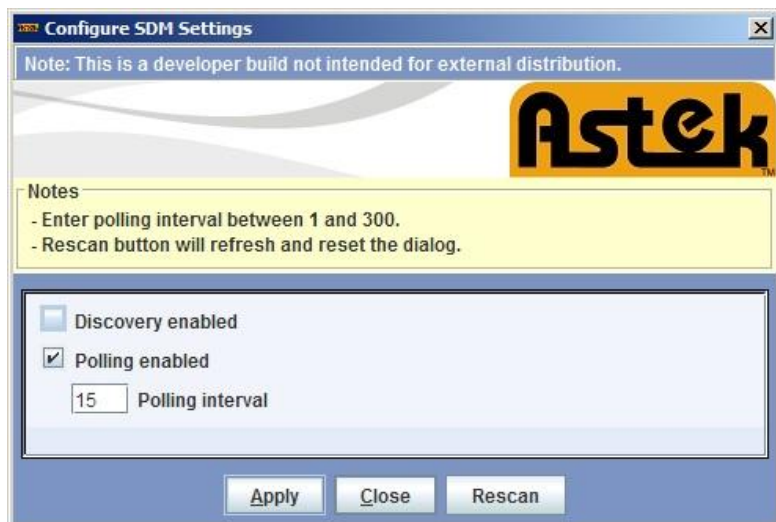 Configure SDM Settings
Note: This is a developer build not intended for external distribution.
Astek
TM
Notes
- Enter polling interval between 1 and 300.
- Rescan button will refresh and reset the dialog.
Discovery enabled
Polling enabled
15 Polling interval
Apply Close Rescan